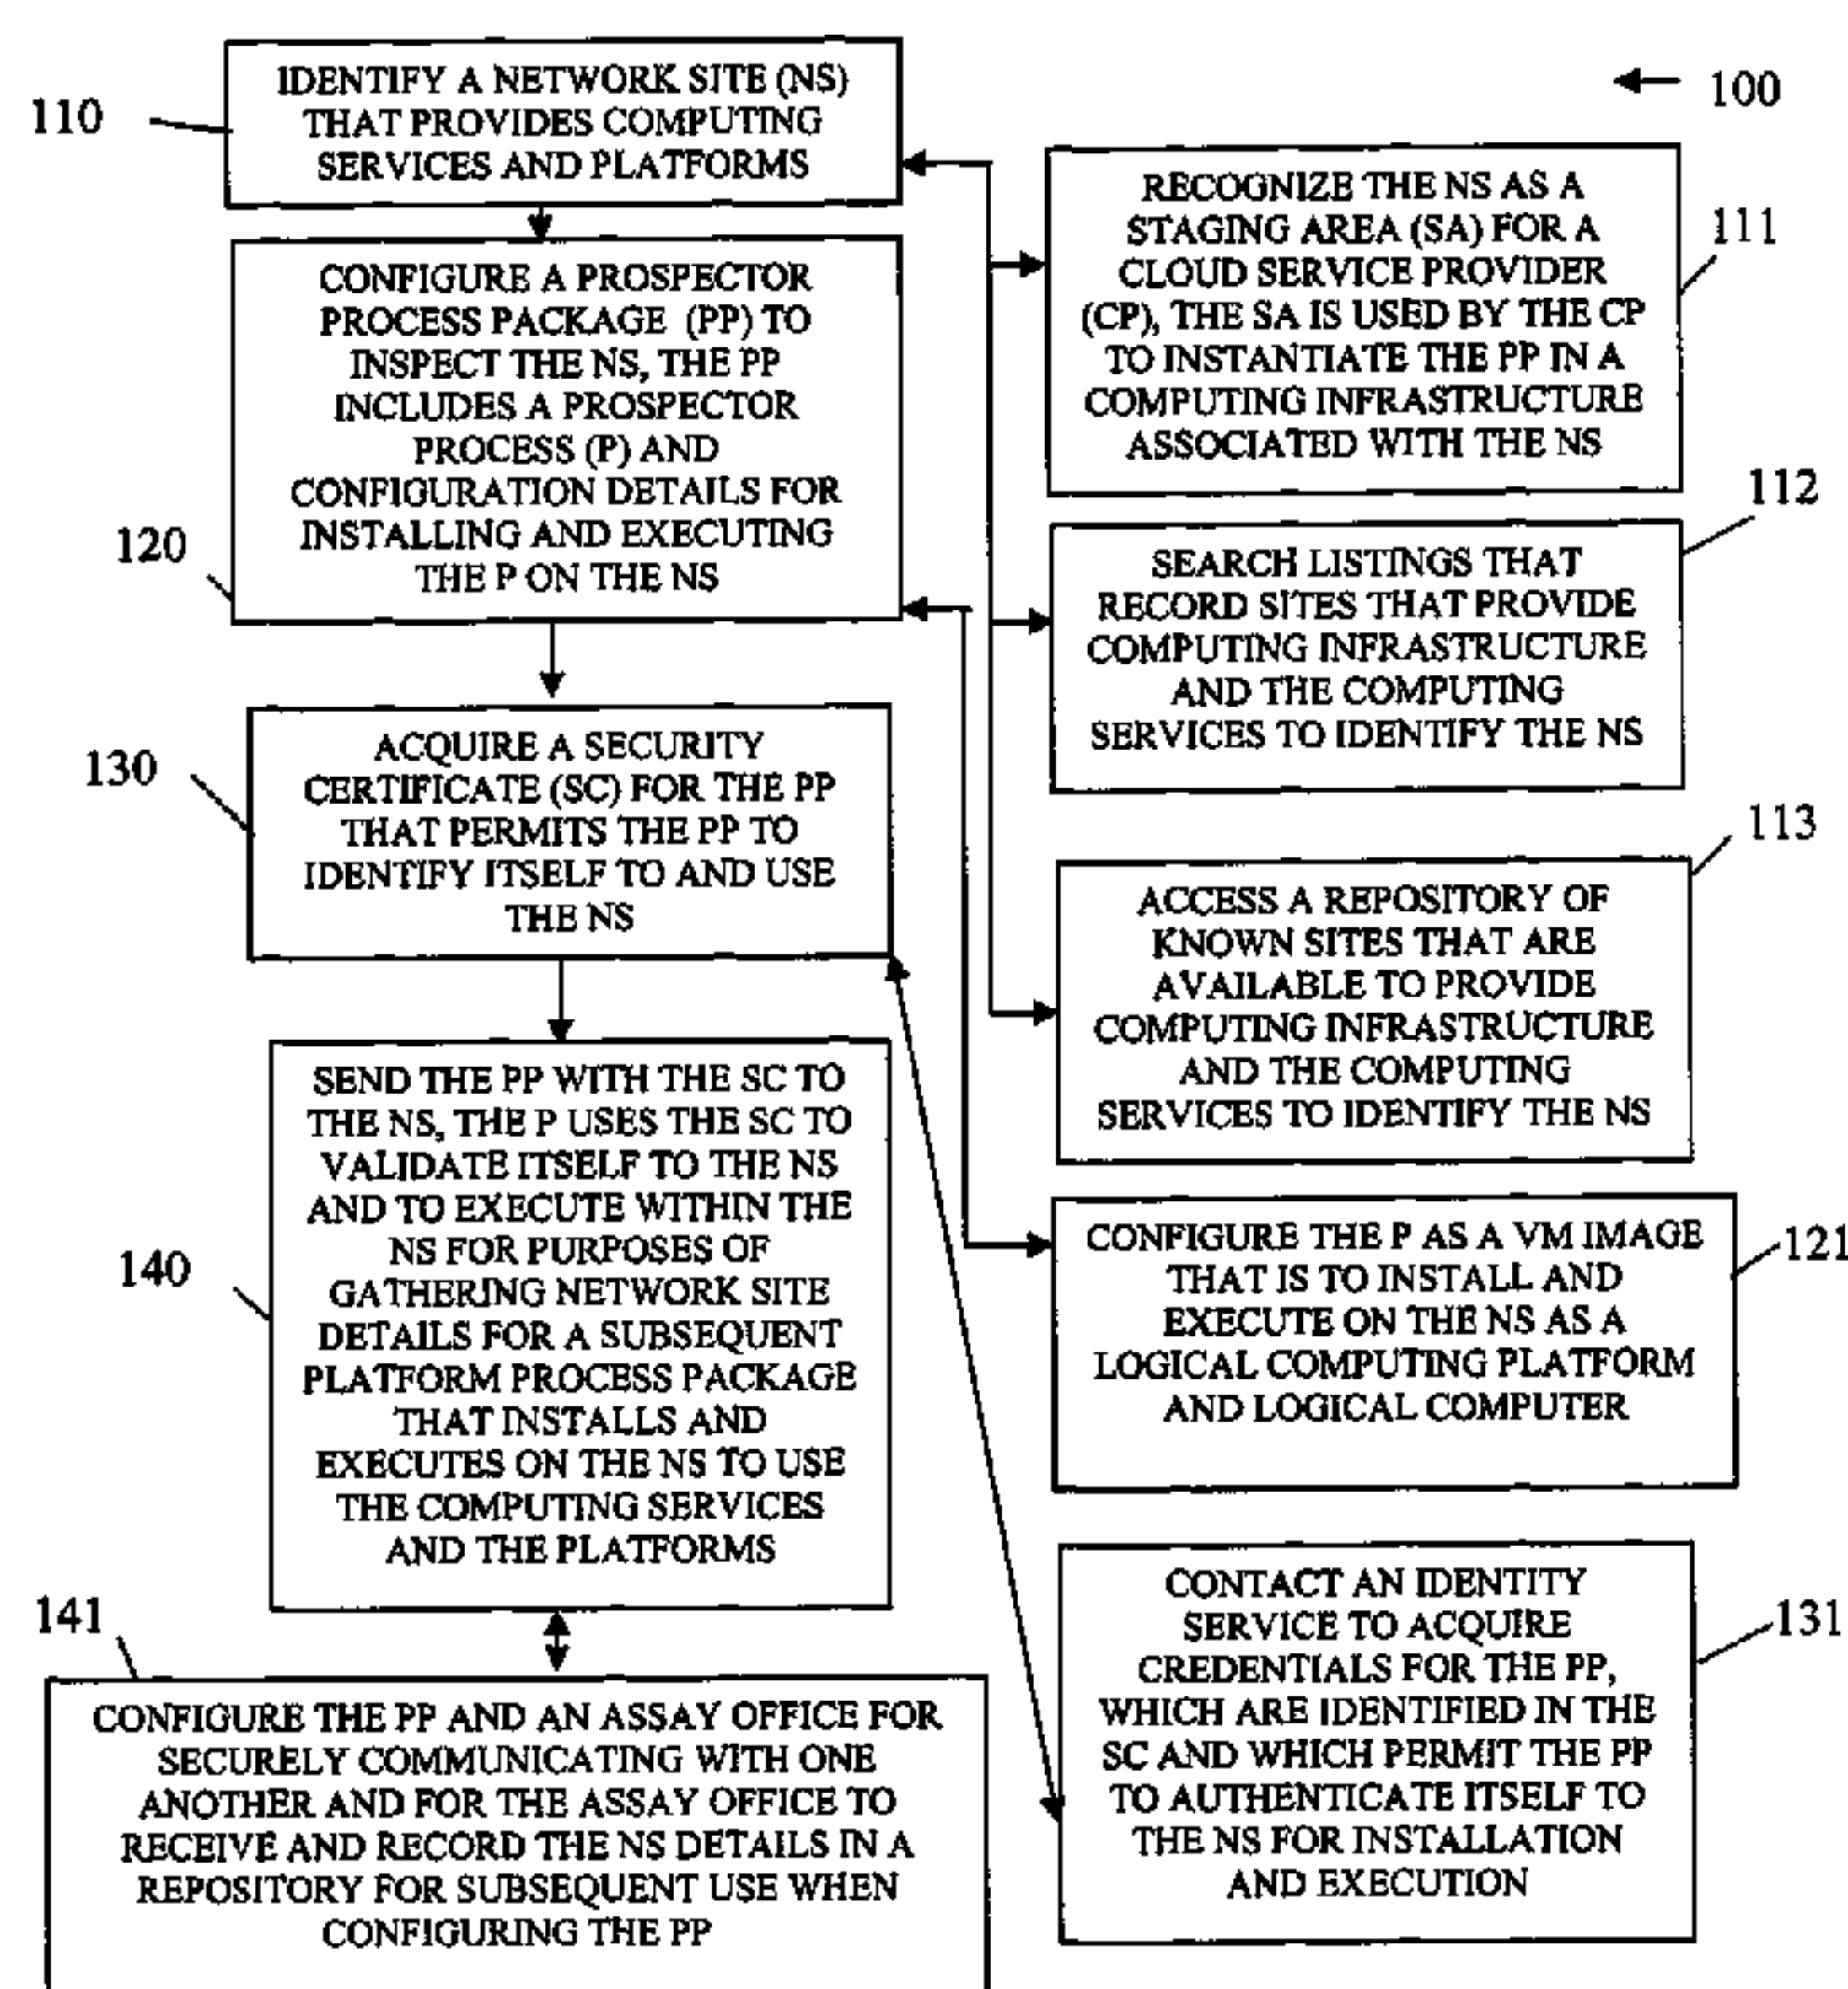 100
110
IDENTIFY A NETWORK SITE (NS)
THAT PROVIDES COMPUTING
SERVICES AND PLATFORMS
120
CONFIGURE A PROSPECTOR
PROCESS PACKAGE (PP) TO
INSPECT THE NS, THE PP
INCLUDES A PROSPECTOR
PROCESS (P) AND
CONFIGURATION DETAILS FOR
INSTALLING AND EXECUTING
THE P ON THE NS
130
ACQUIRE A SECURITY
CERTIFICATE (SC) FOR THE PP
THAT PERMITS THE PP TO
IDENTIFY ITSELF TO AND USE
THE NS
140
SEND THE PP WITH THE SC TO
THE NS, THE P USES THE SC TO
VALIDATE ITSELF TO THE NS
AND TO EXECUTE WITHIN THE
NS FOR PURPOSES OF
GATHERING NETWORK SITE
DETAILS FOR A SUBSEQUENT
PLATFORM PROCESS PACKAGE
THAT INSTALLS AND
EXECUTES ON THE NS TO USE
THE COMPUTING SERVICES
AND THE PLATFORMS
141
CONFIGURE THE PP AND AN ASSAY OFFICE FOR
SECURELY COMMUNICATING WITH ONE
ANOTHER AND FOR THE ASSAY OFFICE TO
RECEIVE AND RECORD THE NS DETAILS IN A
REPOSITORY FOR SUBSEQUENT USE WHEN
CONFIGURING THE PP
111
RECOGNIZE THE NS AS A
STAGING AREA (SA) FOR A
CLOUD SERVICE PROVIDER
(CP), THE SA IS USED BY THE CP
TO INSTANTIATE THE PP IN A
COMPUTING INFRASTRUCTURE
ASSOCIATED WITH THE NS
112
SEARCH LISTINGS THAT
RECORD SITES THAT PROVIDE
COMPUTING INFRASTRUCTURE
AND THE COMPUTING
SERVICES TO IDENTIFY THE NS
113
ACCESS A REPOSITORY OF
KNOWN SITES THAT ARE
AVAILABLE TO PROVIDE
COMPUTING INFRASTRUCTURE
AND THE COMPUTING
SERVICES TO IDENTIFY THE NS
121
CONFIGURE THE P AS A VM IMAGE
THAT IS TO INSTALL AND
EXECUTE ON THE NS AS A
LOGICAL COMPUTING PLATFORM
AND LOGICAL COMPUTER
131
CONTACT AN IDENTITY
SERVICE TO ACQUIRE
CREDENTIALS FOR THE PP,
WHICH ARE IDENTIFIED IN THE
SC AND WHICH PERMIT THE PP
TO AUTHENTICATE ITSELF TO
THE NS FOR INSTALLATION
AND EXECUTION